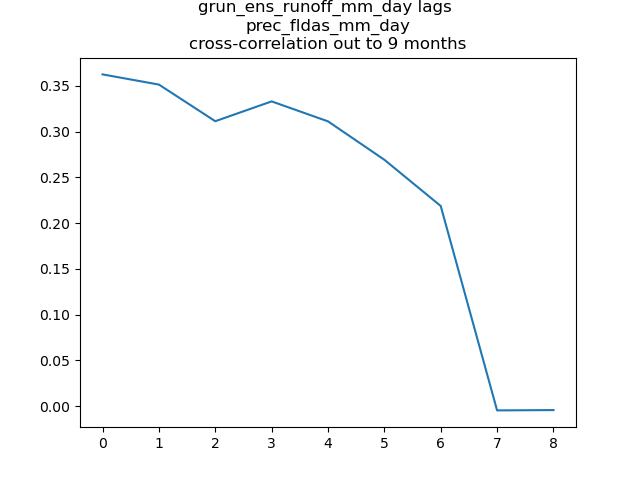 grun_ens_runoff_mm_day lags
prec_fldas_mm_day
cross-correlation out to 9 months
0.35
0.30
0.25
0.20
0.15
0.10
0.05
0.00
0 1 2 3 4 5 6 7 8